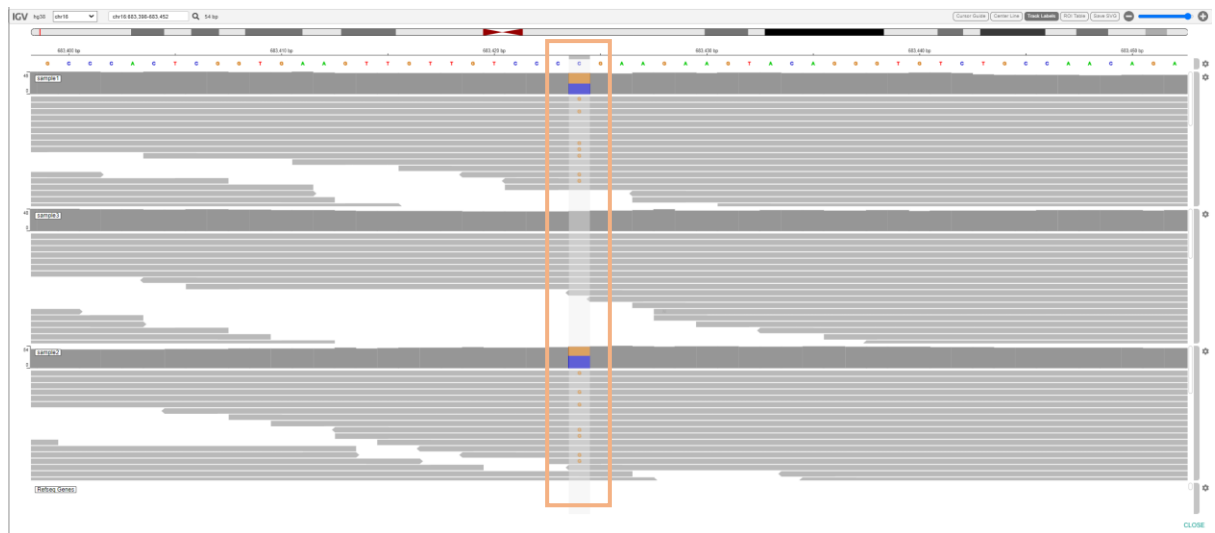 IGV hg38 chr16 chr16:683,398-683,452 54 bp Cursor Guide Center Line Track Labels ROI Table Save SVG
683,400 bp 683,410 bp 683,420 bp 683,430 bp 683,440 bp 683,450 bp
G C C C A C T C G G T G A A G T T G T T G T C C C C G A A G A A G T A C A G G G T G T C T G C C A A C A G A
sample1
sample3
sample2
Refseq Genes
CLOSE